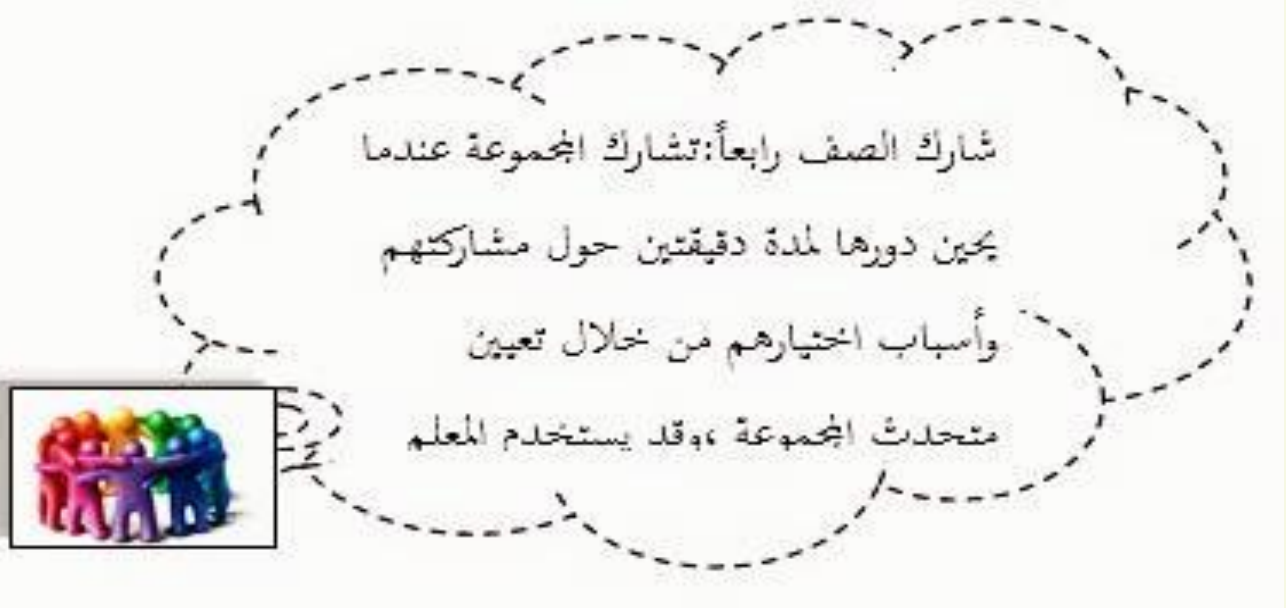 شارك الصف رابعاً:تشارك المجموعة عندما
يحين دورها لمدة دقيقتين حول مشاركتهم
وأسباب اختيارهم من خلال تعيين
متحدث المجموعة ،وقد يستخدم المعلم